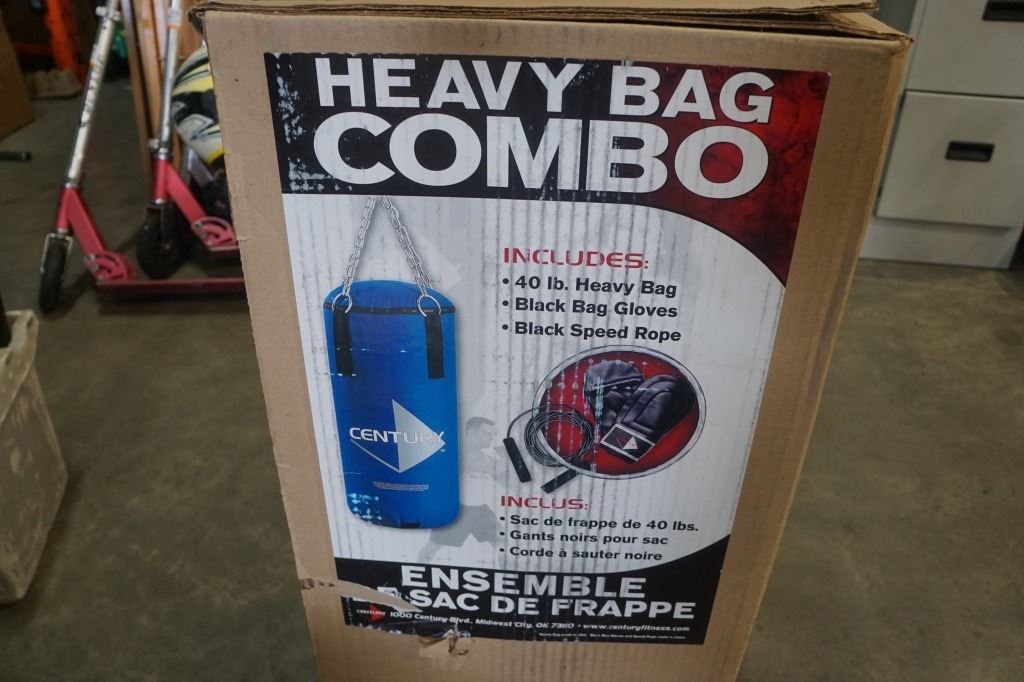 HEAVY BAG
COMBO
INCLUDES:
• 40 lb. Heavy Bag
• Black Bag Gloves
• Black Speed Rope
CENTURY
INCLUS:
• Sac de frappe de 40 lbs.
• Gants noirs pour sac
• Corde à sauter noire
ENSEMBLE
SAC DE FRAPPE
CENTURY
1000 Century Blvd. Midwest City, OK 73110 • www.centuryfitness.com